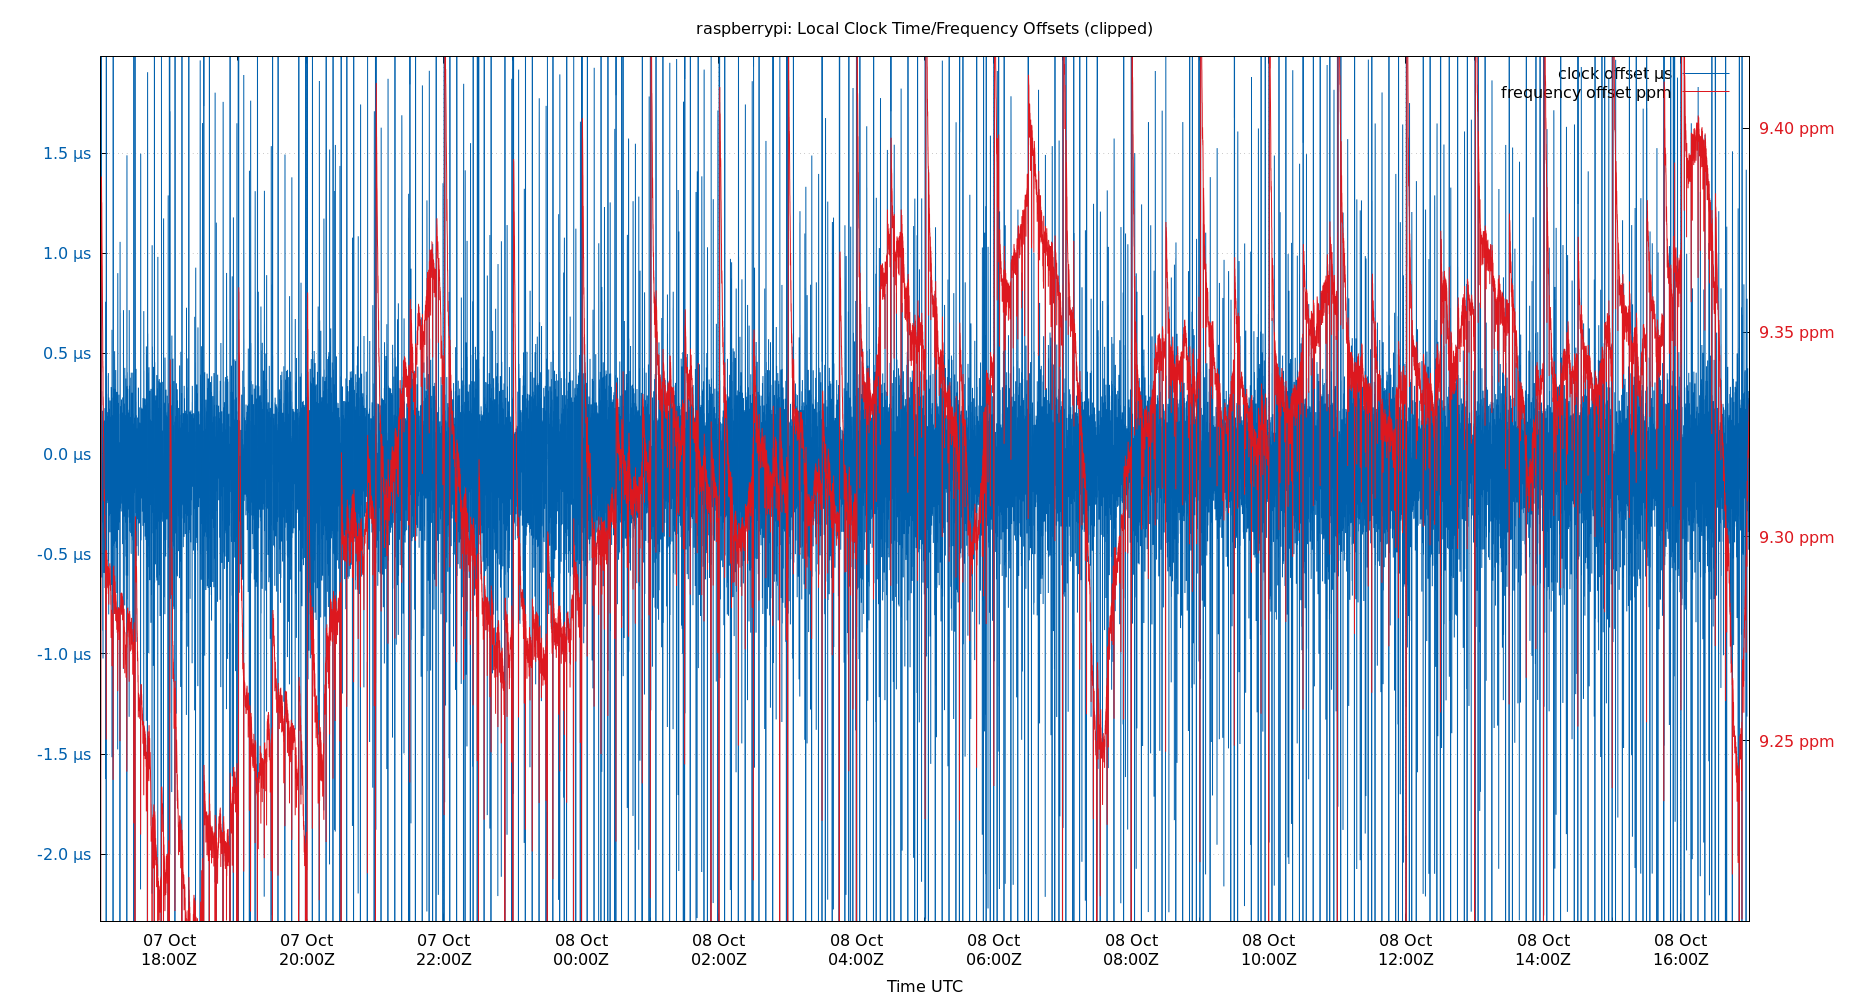 raspberrypi: Local Clock Time/Frequency Offsets (clipped)
clock offset µs
frequency offset ppm
1.5 µs
1.0 µs
0.5 µs
0.0 µs
-0.5 µs
-1.0 µs
-1.5 µs
-2.0 µs
9.40 ppm
9.35 ppm
9.30 ppm
9.25 ppm
07 Oct 07 Oct 07 Oct 08 Oct 08 Oct 08 Oct 08 Oct 08 Oct 08 Oct 08 Oct 08 Oct 08 Oct
18:00Z 20:00Z 22:00Z 00:00Z 02:00Z 04:00Z 06:00Z 08:00Z 10:00Z 12:00Z 14:00Z 16:00Z
Time UTC